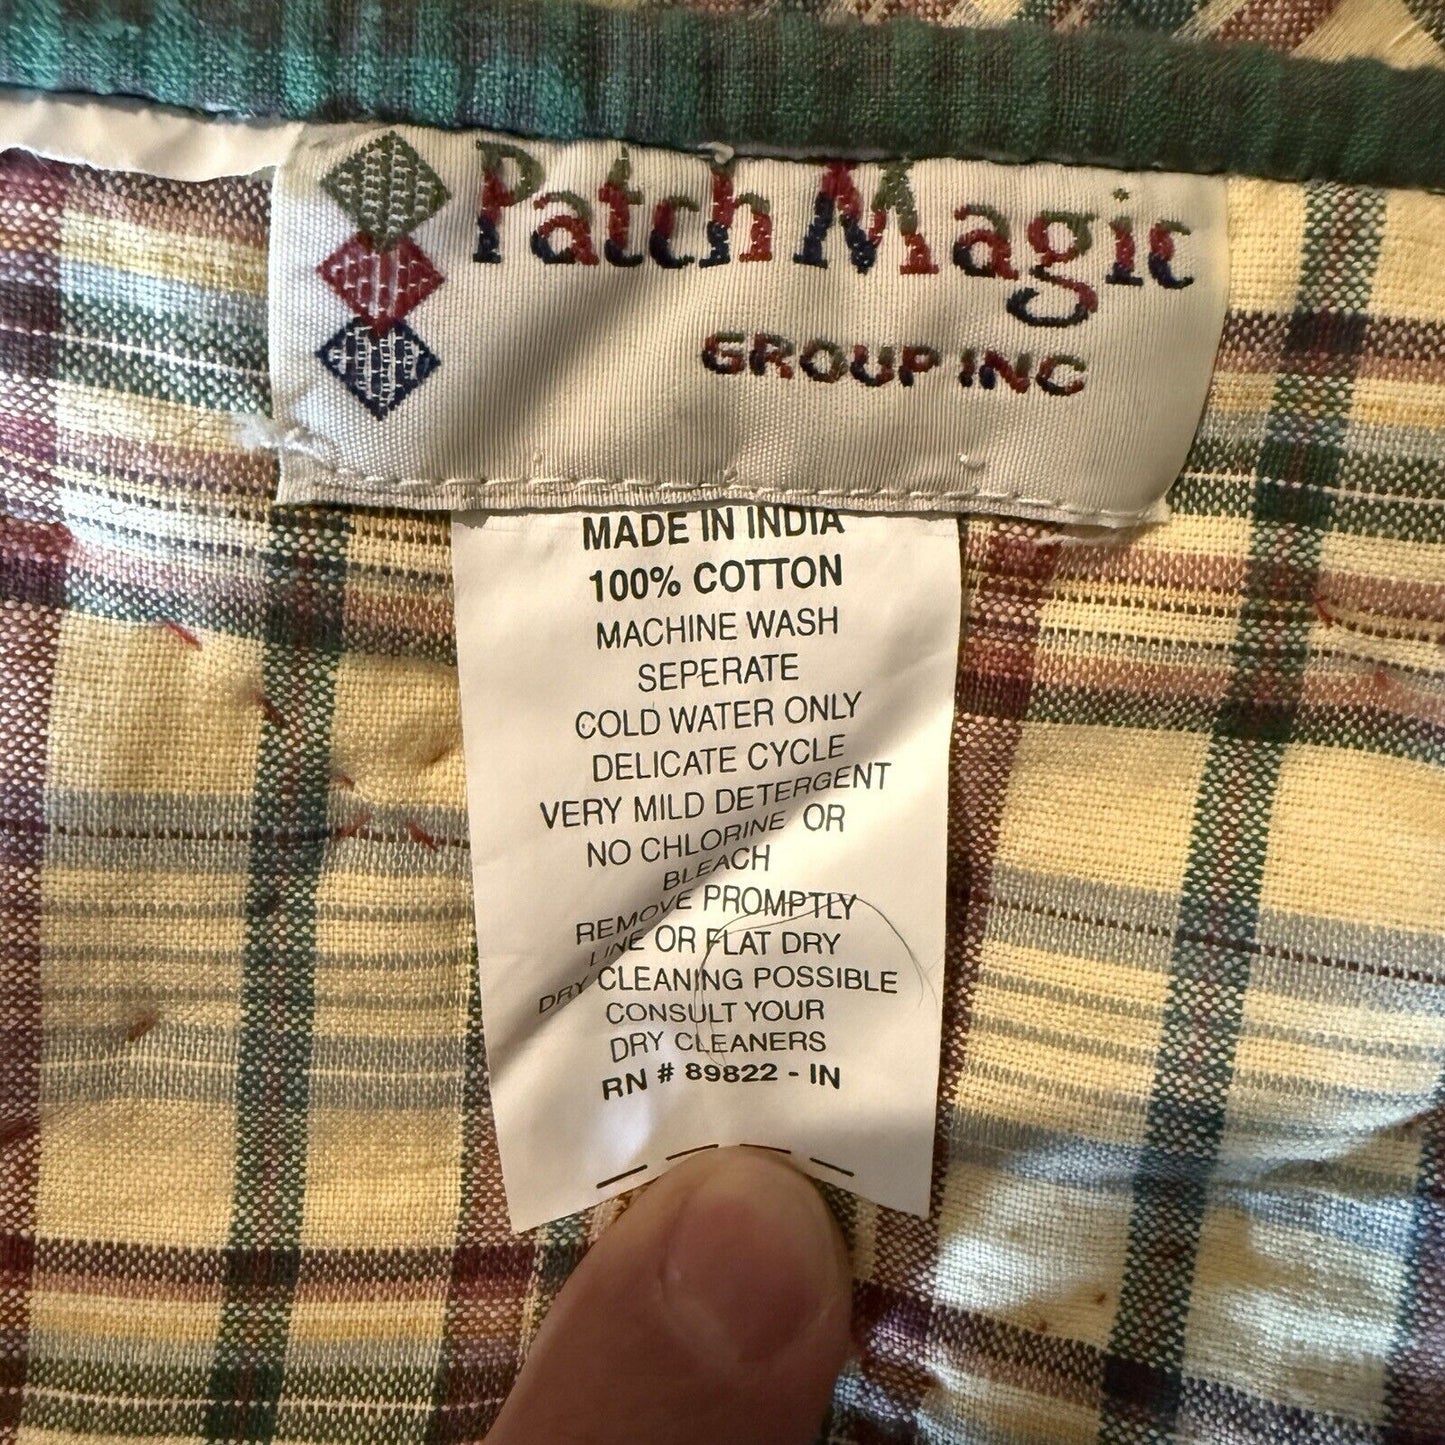 Patch Magic
GROUP INC
MADE IN INDIA
100% COTTON
MACHINE WASH
SEPERATE
COLD WATER ONLY
DELICATE CYCLE
VERY MILD DETERGENT
NO CHLORINE OR
BLEACH
REMOVE PROMPTLY
LINE OR FLAT DRY
DRY CLEANING POSSIBLE
CONSULT YOUR
DRY CLEANERS
RN # 89822 - IN